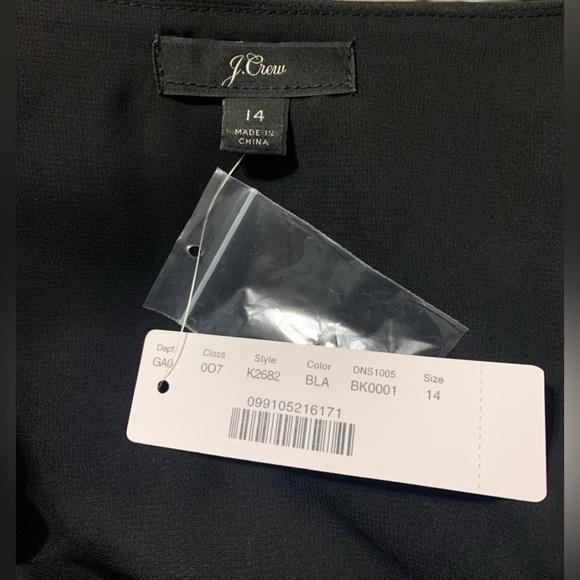 J.Crew
14
MADE IN
CHINA
Dept Class Style Color DNS1005 Size
GA0 007 K2682 BLA BK0001 14
099105216171